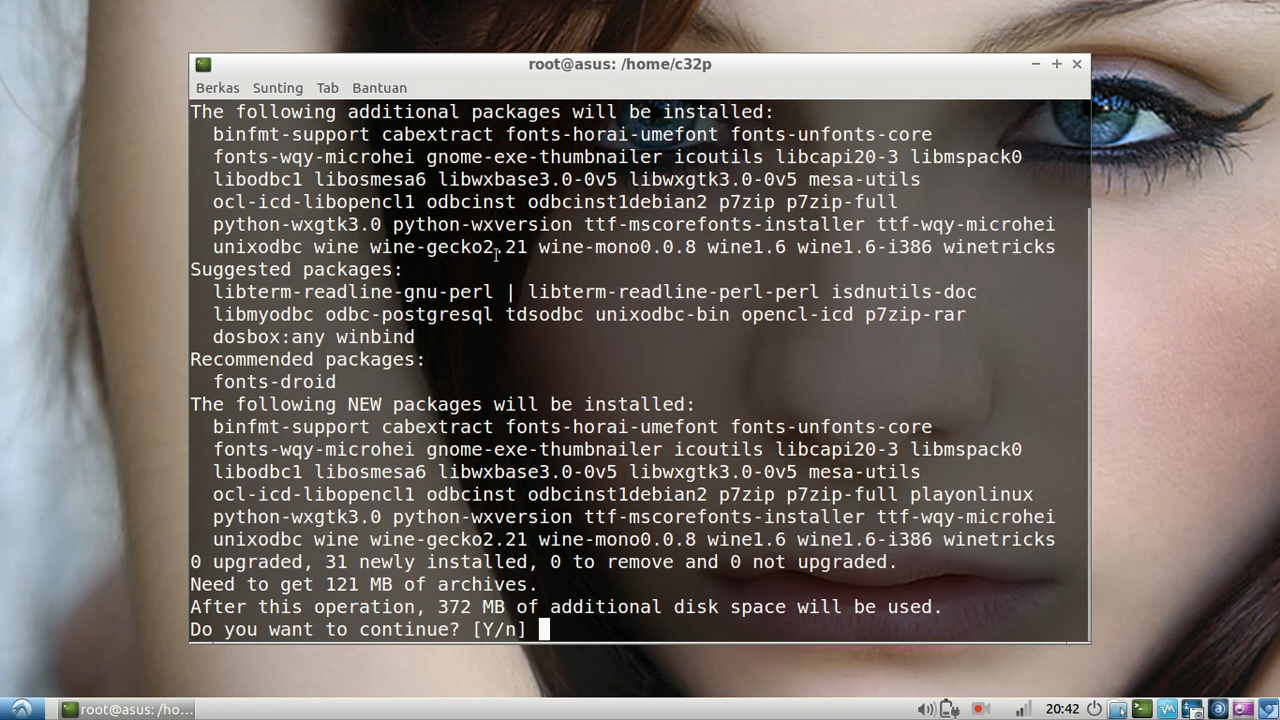 root@asus: /home/c32p
Berkas Sunting Tab Bantuan
The following additional packages will be installed:
binfmt-support cabextract fonts-horai-umefont fonts-unfonts-core
fonts-wqy-microhei gnome-exe-thumbnailer icoutils libcapi20-3 libmspack0
libodbc1 libosmesa6 libwxbase3.0-0v5 libwxgtk3.0-0v5 mesa-utils
ocl-icd-libopencl1 odbcinst odbcinst1debian2 p7zip p7zip-full
python-wxgtk3.0 python-wxversion ttf-mscorefonts-installer ttf-wqy-microhei
unixodbc wine wine-gecko2.21 wine-mono0.0.8 wine1.6 wine1.6-i386 winetricks
Suggested packages:
libterm-readline-gnu-perl | libterm-readline-perl-perl isdnutils-doc
libmyodbc odbc-postgresql tdsodbc unixodbc-bin opencl-icd p7zip-rar
dosbox:any winbind
Recommended packages:
fonts-droid
The following NEW packages will be installed:
binfmt-support cabextract fonts-horai-umefont fonts-unfonts-core
fonts-wqy-microhei gnome-exe-thumbnailer icoutils libcapi20-3 libmspack0
libodbc1 libosmesa6 libwxbase3.0-0v5 libwxgtk3.0-0v5 mesa-utils
ocl-icd-libopencl1 odbcinst odbcinst1debian2 p7zip p7zip-full playonlinux
python-wxgtk3.0 python-wxversion ttf-mscorefonts-installer ttf-wqy-microhei
unixodbc wine wine-gecko2.21 wine-mono0.0.8 wine1.6 wine1.6-i386 winetricks
0 upgraded, 31 newly installed, 0 to remove and 0 not upgraded.
Need to get 121 MB of archives.
After this operation, 372 MB of additional disk space will be used.
Do you want to continue? [Y/n]
root@asus: /ho... 20:42